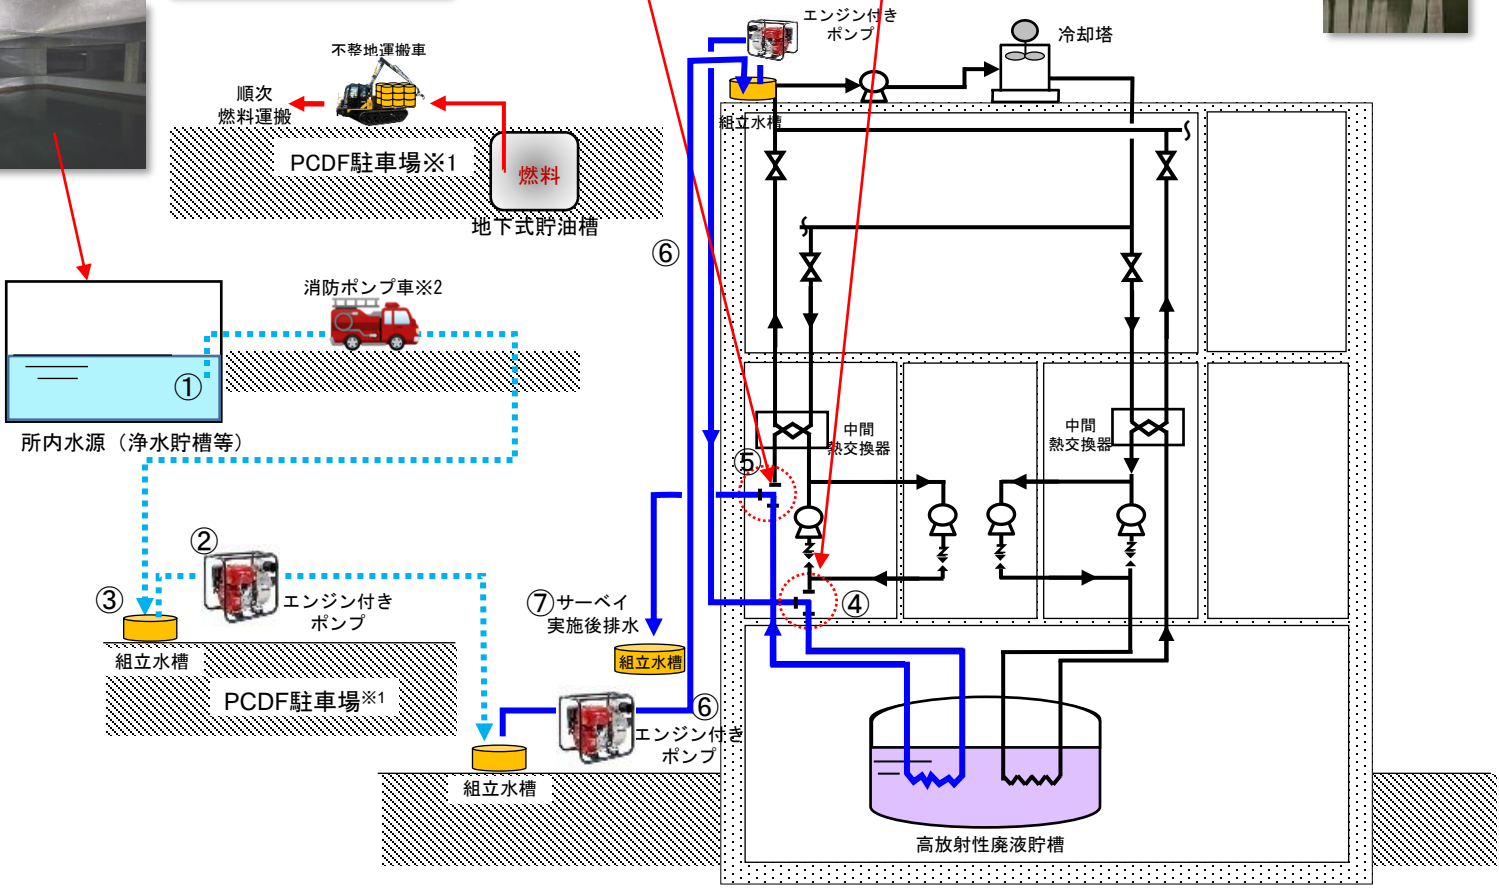 エンジン付き
ポンプ
冷却塔
不整地運搬車
順次
燃料運搬
組立水槽
PCDF駐車場※1
燃料
地下式貯油槽
⑥
消防ポンプ車※2
①
所内水源（浄水貯槽等）
中間
熱交換器
中間
熱交換器
⑤
②
③
エンジン付き
ポンプ
⑦サーベイ
実施後排水
④
組立水槽
組立水槽
PCDF駐車場※1
⑥
エンジン付き
ポンプ
組立水槽
高放射性廃液貯槽